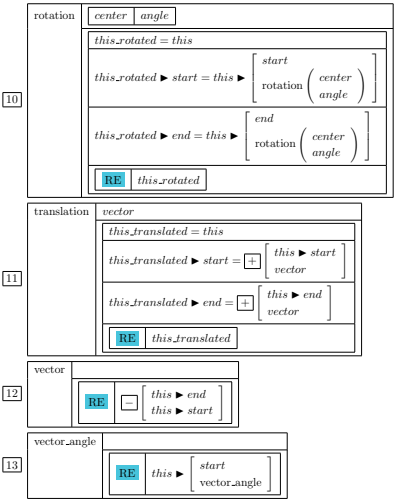 10
rotation
center angle
this_rotated = this
this_rotated ▶ start = this ▶ [ start
rotation ( center
angle ) ]
this_rotated ▶ end = this ▶ [ end
rotation ( center
angle ) ]
RE this_rotated
11
translation
vector
this_translated = this
this_translated ▶ start = + [ this ▶ start
vector ]
this_translated ▶ end = + [ this ▶ end
vector ]
RE this_translated
12
vector
RE − [ this ▶ end
this ▶ start ]
13
vector_angle
RE this ▶ [ start
vector_angle ]